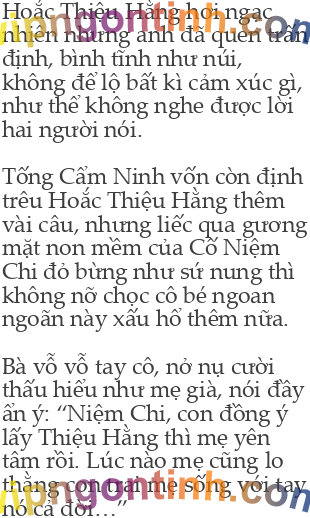 Hoắc Thiệu Hằng hơi ngạc
nhiên nhưng anh đã quen trấn
định, bình tĩnh như núi,
không để lộ bất kì cảm xúc gì,
như thể không nghe được lời
hai người nói.
Tống Cẩm Ninh vốn còn định
trêu Hoắc Thiệu Hằng thêm
vài câu, nhưng liếc qua gương
mặt non mềm của Cố Niệm
Chi đỏ bừng như sứ nung thì
không nỡ chọc cô bé ngoan
ngoãn này xấu hổ thêm nữa.
Bà vỗ vỗ tay cô, nở nụ cười
thấu hiểu như mẹ già, nói đầy
ẩn ý: “Niệm Chi, con đồng ý
lấy Thiệu Hằng thì mẹ yên
tâm rồi. Lúc nào mẹ cũng lo
thằng con trai mẹ sống với tay
nó cả đời...”